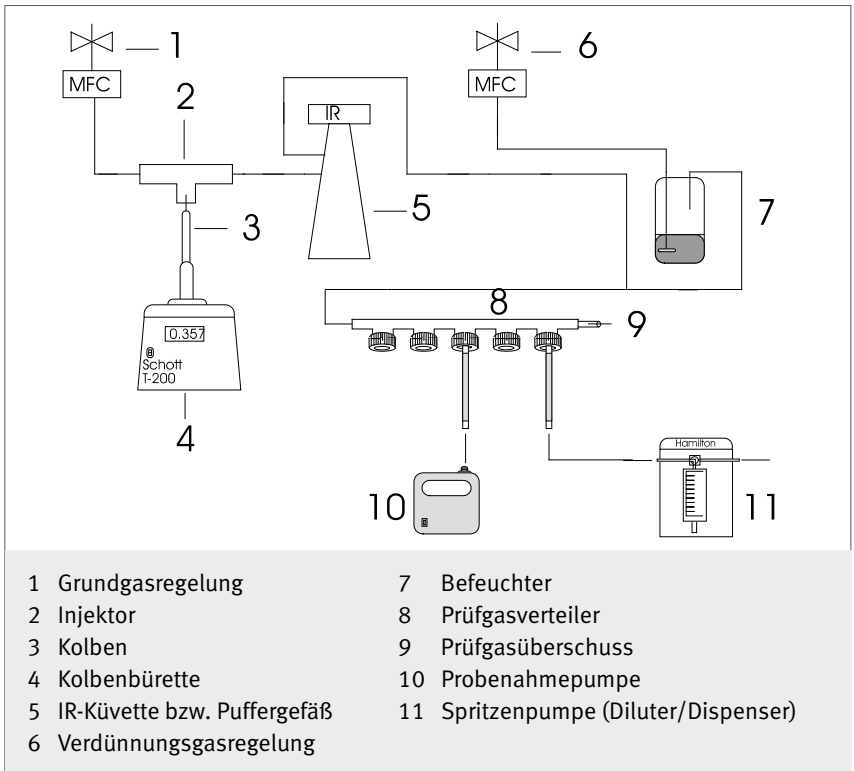 1
6
MFC
MFC
2
IR
5
3
7
8
9
0.357
Schott
T-200
4
Hamilton
10
11
1 Grundgasregelung
2 Injektor
3 Kolben
4 Kolbenbürette
5 IR-Küvette bzw. Puffergefäß
6 Verdünnungsgasregelung
7 Befeuchter
8 Prüfgasverteiler
9 Prüfgasüberschuss
10 Probenahmepumpe
11 Spritzenpumpe (Diluter/Dispenser)